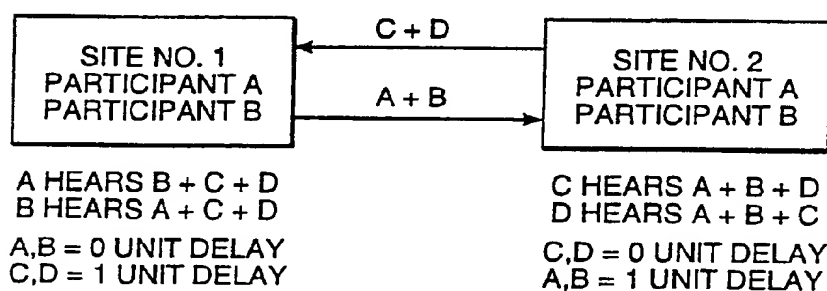 C + D
SITE NO. 1
PARTICIPANT A
PARTICIPANT B
A + B
SITE NO. 2
PARTICIPANT A
PARTICIPANT B
A HEARS B + C + D
B HEARS A + C + D
A,B = 0 UNIT DELAY
C,D = 1 UNIT DELAY
C HEARS A + B + D
D HEARS A + B + C
C,D = 0 UNIT DELAY
A,B = 1 UNIT DELAY